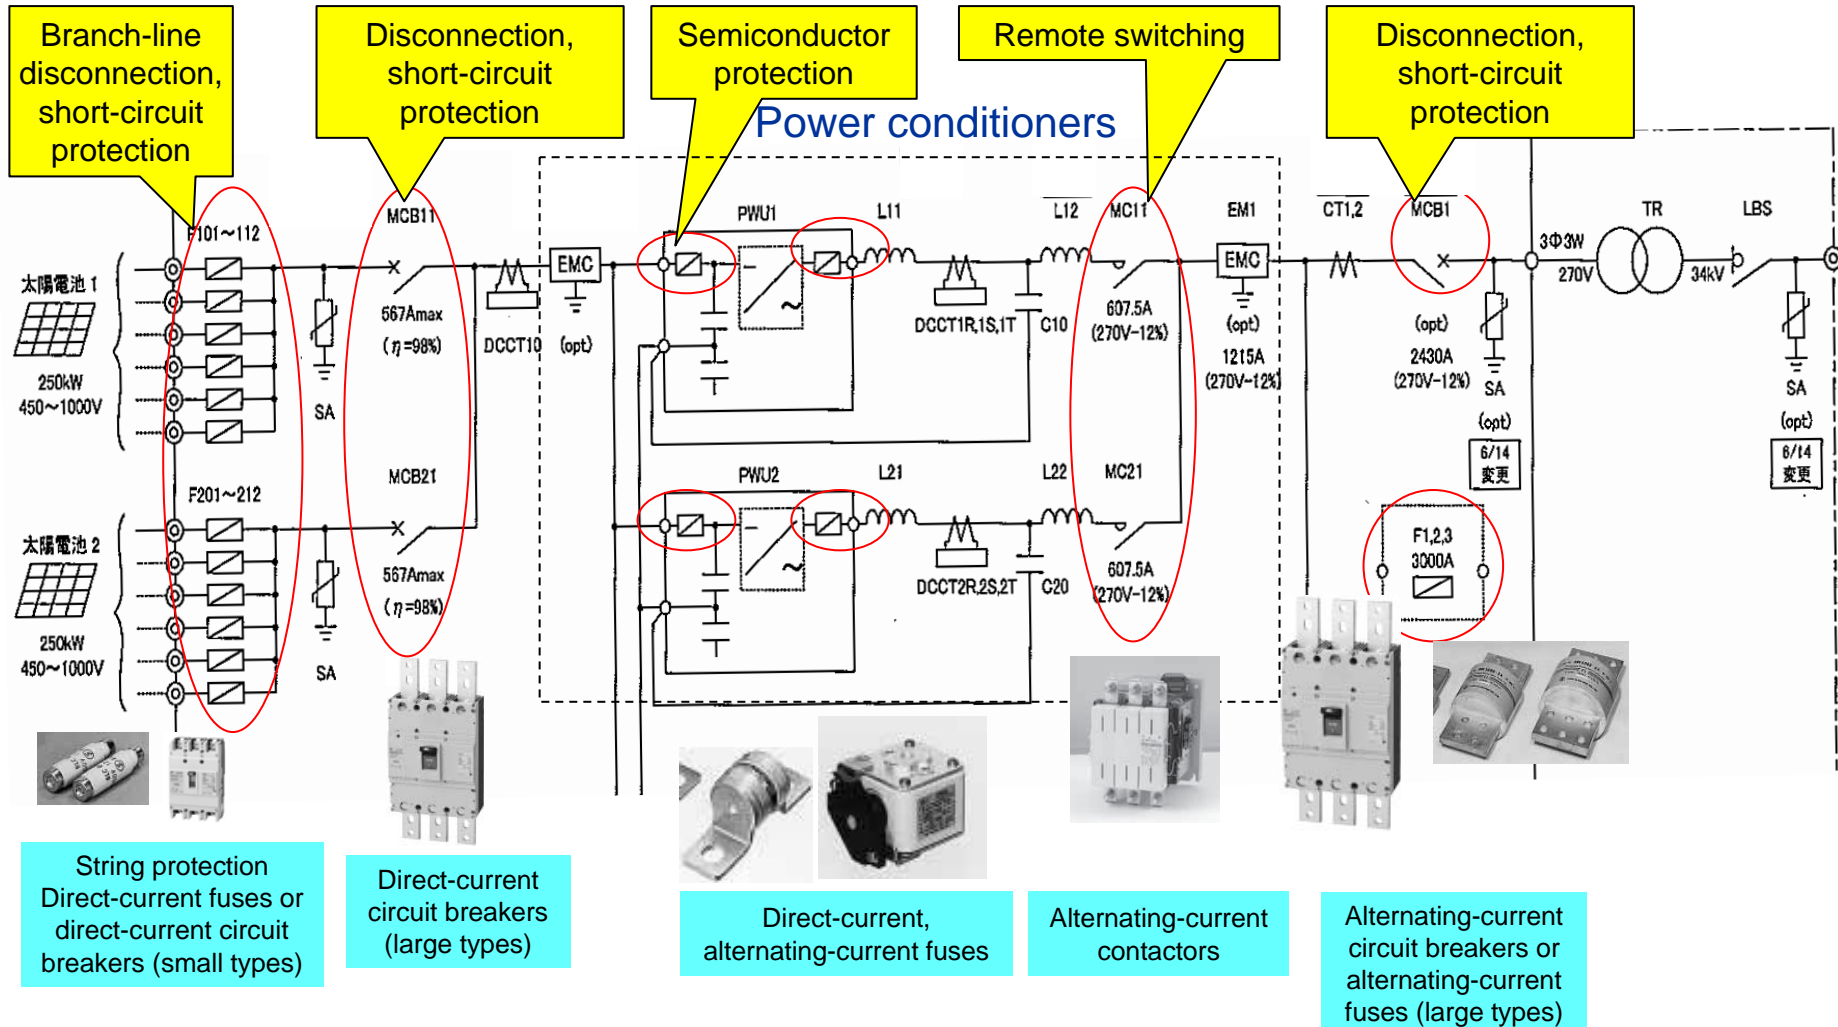 Branch-line
disconnection,
short-circuit
protection
Disconnection,
short-circuit
protection
Semiconductor
protection
Remote switching
Disconnection,
short-circuit
protection
Power conditioners
F101～112
MCB11
PWU1
L11
L12
MC11
EM1
CT1,2
MCB1
TR
LBS
太陽電池 1
250kW
450～1000V
SA
567Amax
(η=98%)
DCCT10
EMC
(opt)
DCCT1R,1S,1T
C10
607.5A
(270V-12%)
EMC
(opt)
1215A
(270V-12%)
(opt)
2430A
(270V-12%)
3Φ3W
270V
34kV
SA
(opt)
6/14
変更
SA
(opt)
6/14
変更
F201～212
MCB21
PWU2
L21
L22
MC21
太陽電池 2
250kW
450～1000V
SA
567Amax
(η=98%)
DCCT2R,2S,2T
C20
607.5A
(270V-12%)
F1,2,3
3000A
String protection
Direct-current fuses or
direct-current circuit
breakers (small types)
Direct-current
circuit breakers
(large types)
Direct-current,
alternating-current fuses
Alternating-current
contactors
Alternating-current
circuit breakers or
alternating-current
fuses (large types)